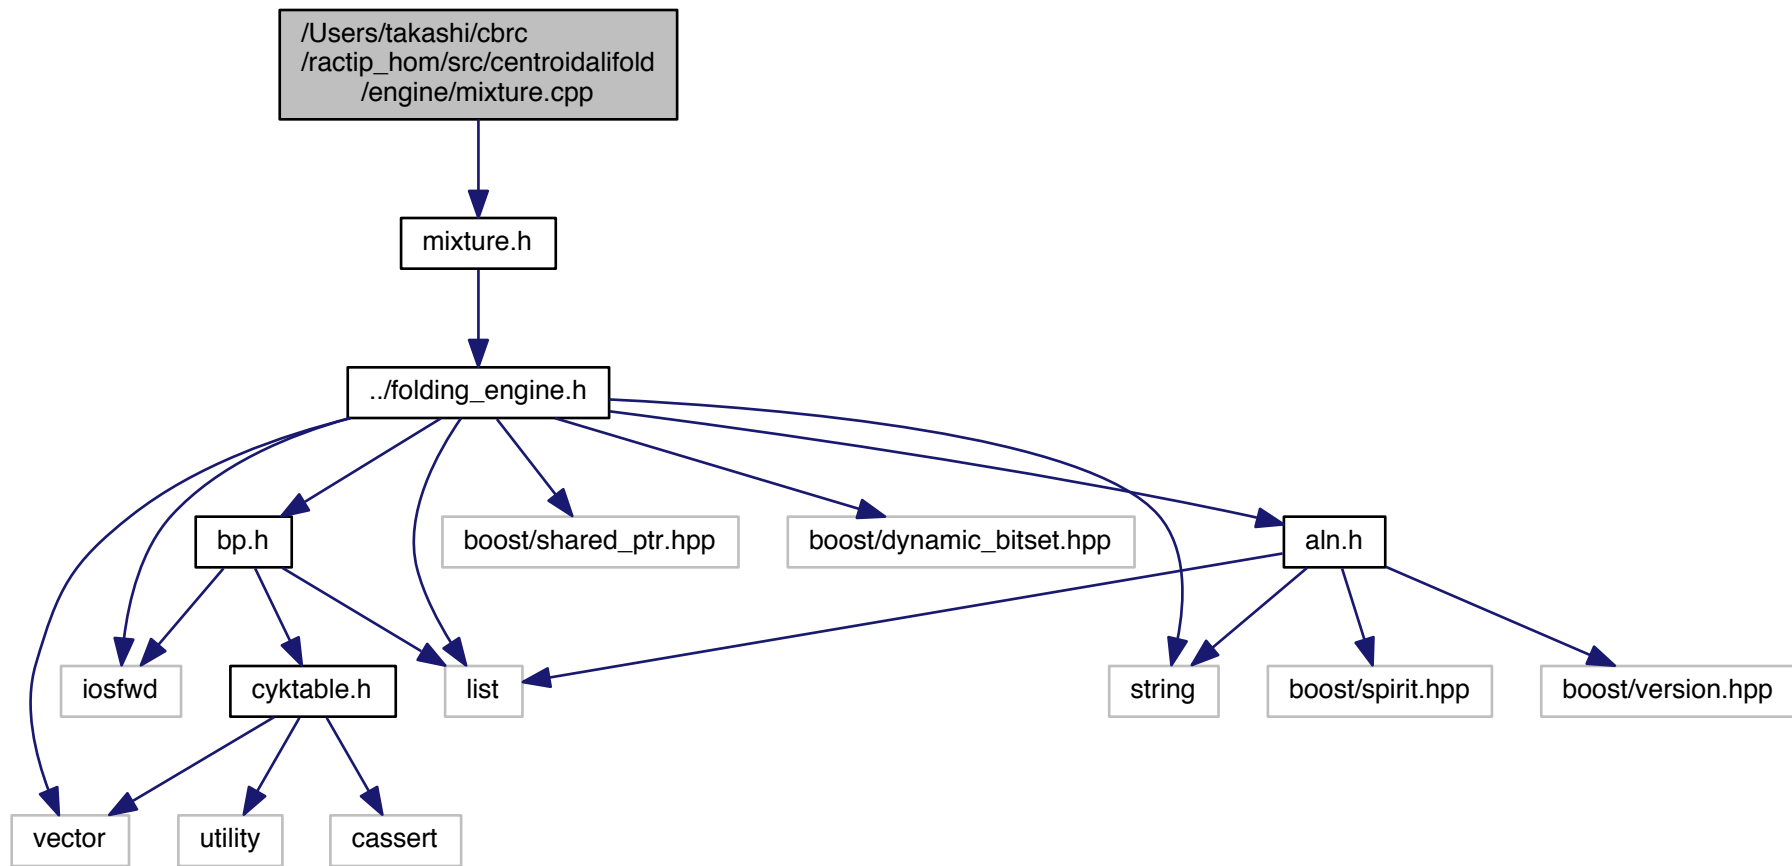 /Users/takashi/cbrc
/ractip_hom/src/centroidalifold
/engine/mixture.cpp
mixture.h
../folding_engine.h
bp.h
boost/shared_ptr.hpp
boost/dynamic_bitset.hpp
aln.h
iosfwd
cyktable.h
list
string
boost/spirit.hpp
boost/version.hpp
vector
utility
cassert